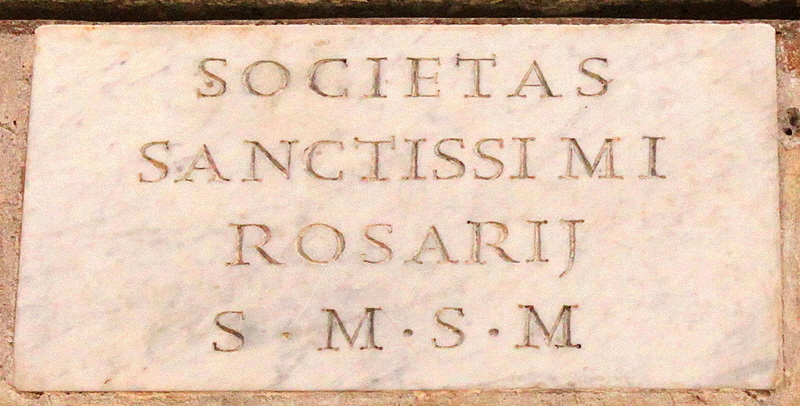 SOCIETAS
SANCTISSIMI
ROSARIJ
S · M · S · M